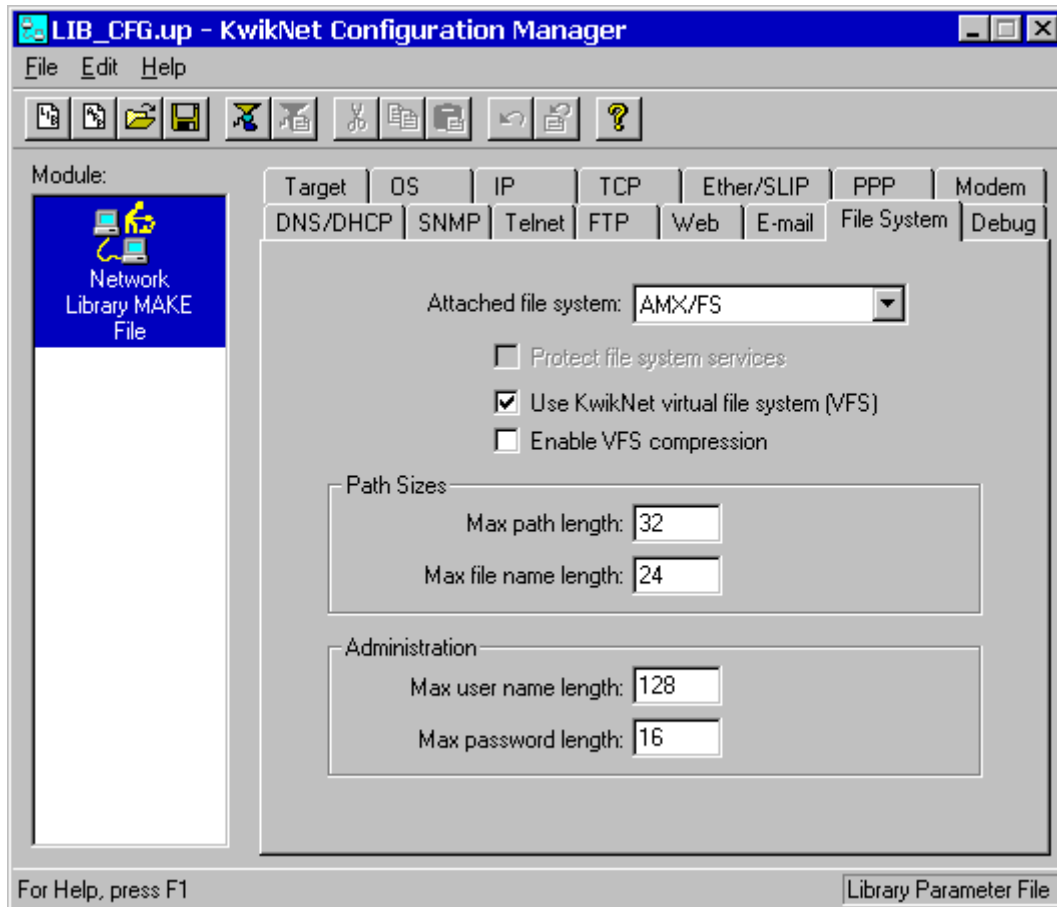 LIB_CFG.up - KwikNet Configuration Manager
File Edit Help
Module:
Network
Library MAKE
File
Target OS IP TCP Ether/SLIP PPP Modem
DNS/DHCP SNMP Telnet FTP Web E-mail File System Debug
Attached file system: AMX/FS
Protect file system services
Use KwikNet virtual file system (VFS)
Enable VFS compression
Path Sizes
Max path length: 32
Max file name length: 24
Administration
Max user name length: 128
Max password length: 16
For Help, press F1
Library Parameter File